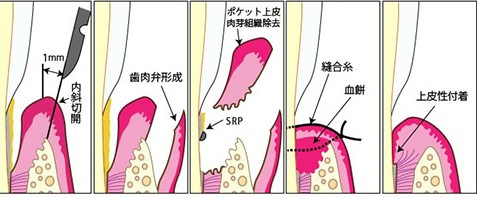 1mm
内斜切開
歯肉弁形成
ポケット上皮
肉芽組織除去
SRP
縫合糸
血餅
上皮性付着